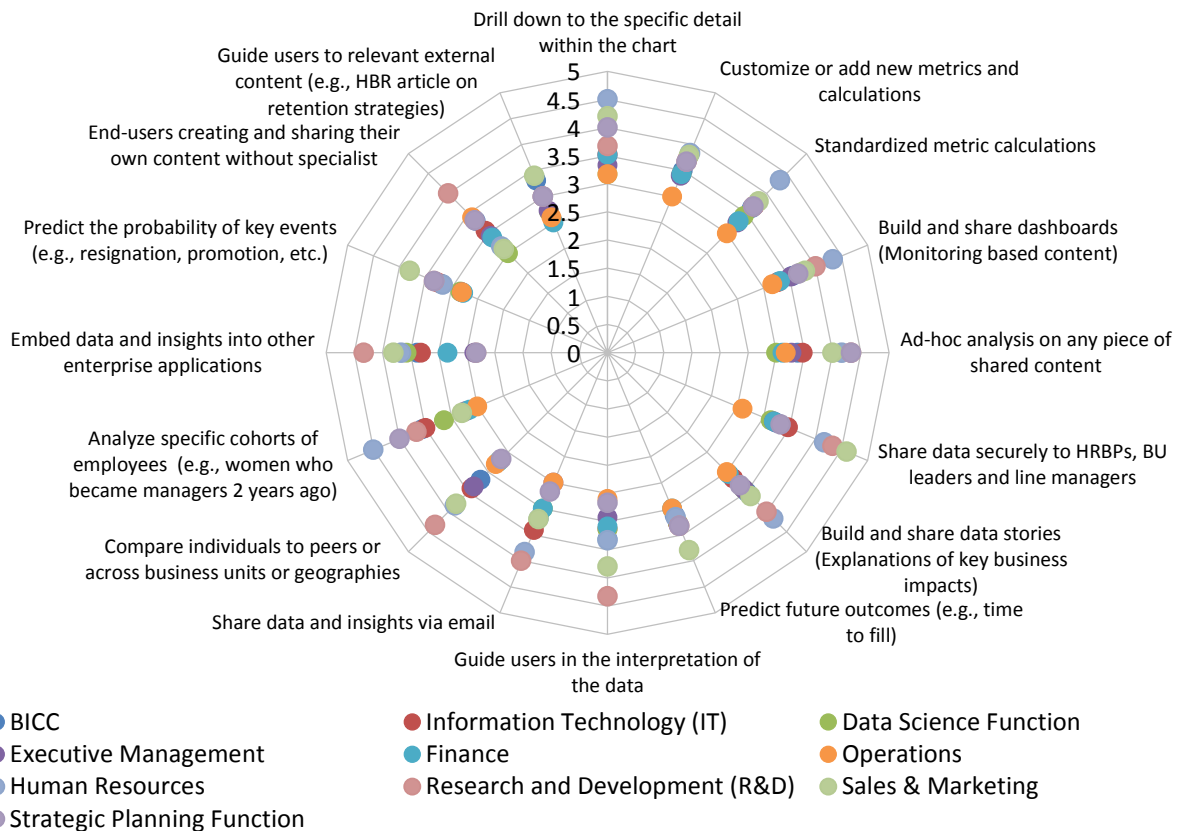 Drill down to the specific detail
within the chart
Customize or add new metrics and
calculations
Standardized metric calculations
Build and share dashboards
(Monitoring based content)
Ad-hoc analysis on any piece of
shared content
Share data securely to HRBPs, BU
leaders and line managers
Build and share data stories
(Explanations of key business
impacts)
Predict future outcomes (e.g., time
to fill)
Guide users in the interpretation of
the data
Share data and insights via email
Compare individuals to peers or
across business units or geographies
Analyze specific cohorts of
employees (e.g., women who
became managers 2 years ago)
Embed data and insights into other
enterprise applications
Predict the probability of key events
(e.g., resignation, promotion, etc.)
End-users creating and sharing their
own content without specialist
Guide users to relevant external
content (e.g., HBR article on
retention strategies)
5
4.5
4
3.5
3
2.5
2
1.5
1
0.5
0
BICC
Information Technology (IT)
Data Science Function
Executive Management
Finance
Operations
Human Resources
Research and Development (R&D)
Sales & Marketing
Strategic Planning Function